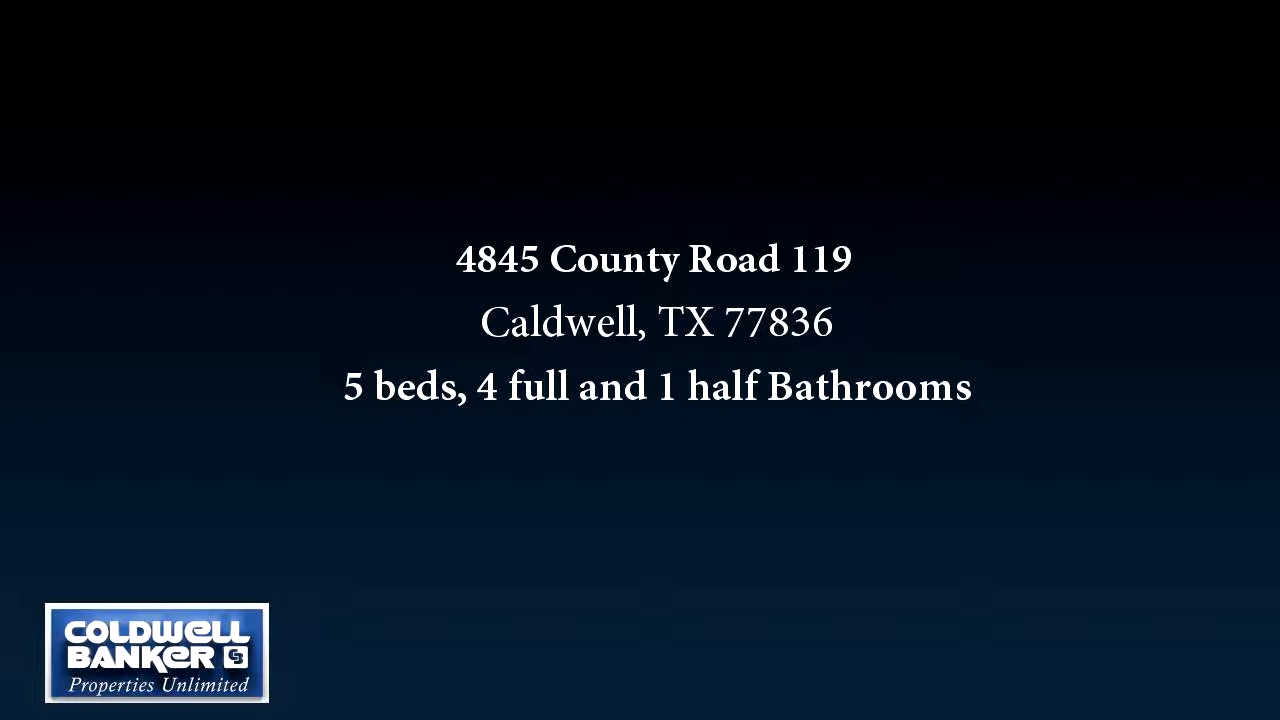 4845 County Road 119
Caldwell, TX 77836
5 beds, 4 full and 1 half Bathrooms
COLDWELL
BANKER
Properties Unlimited